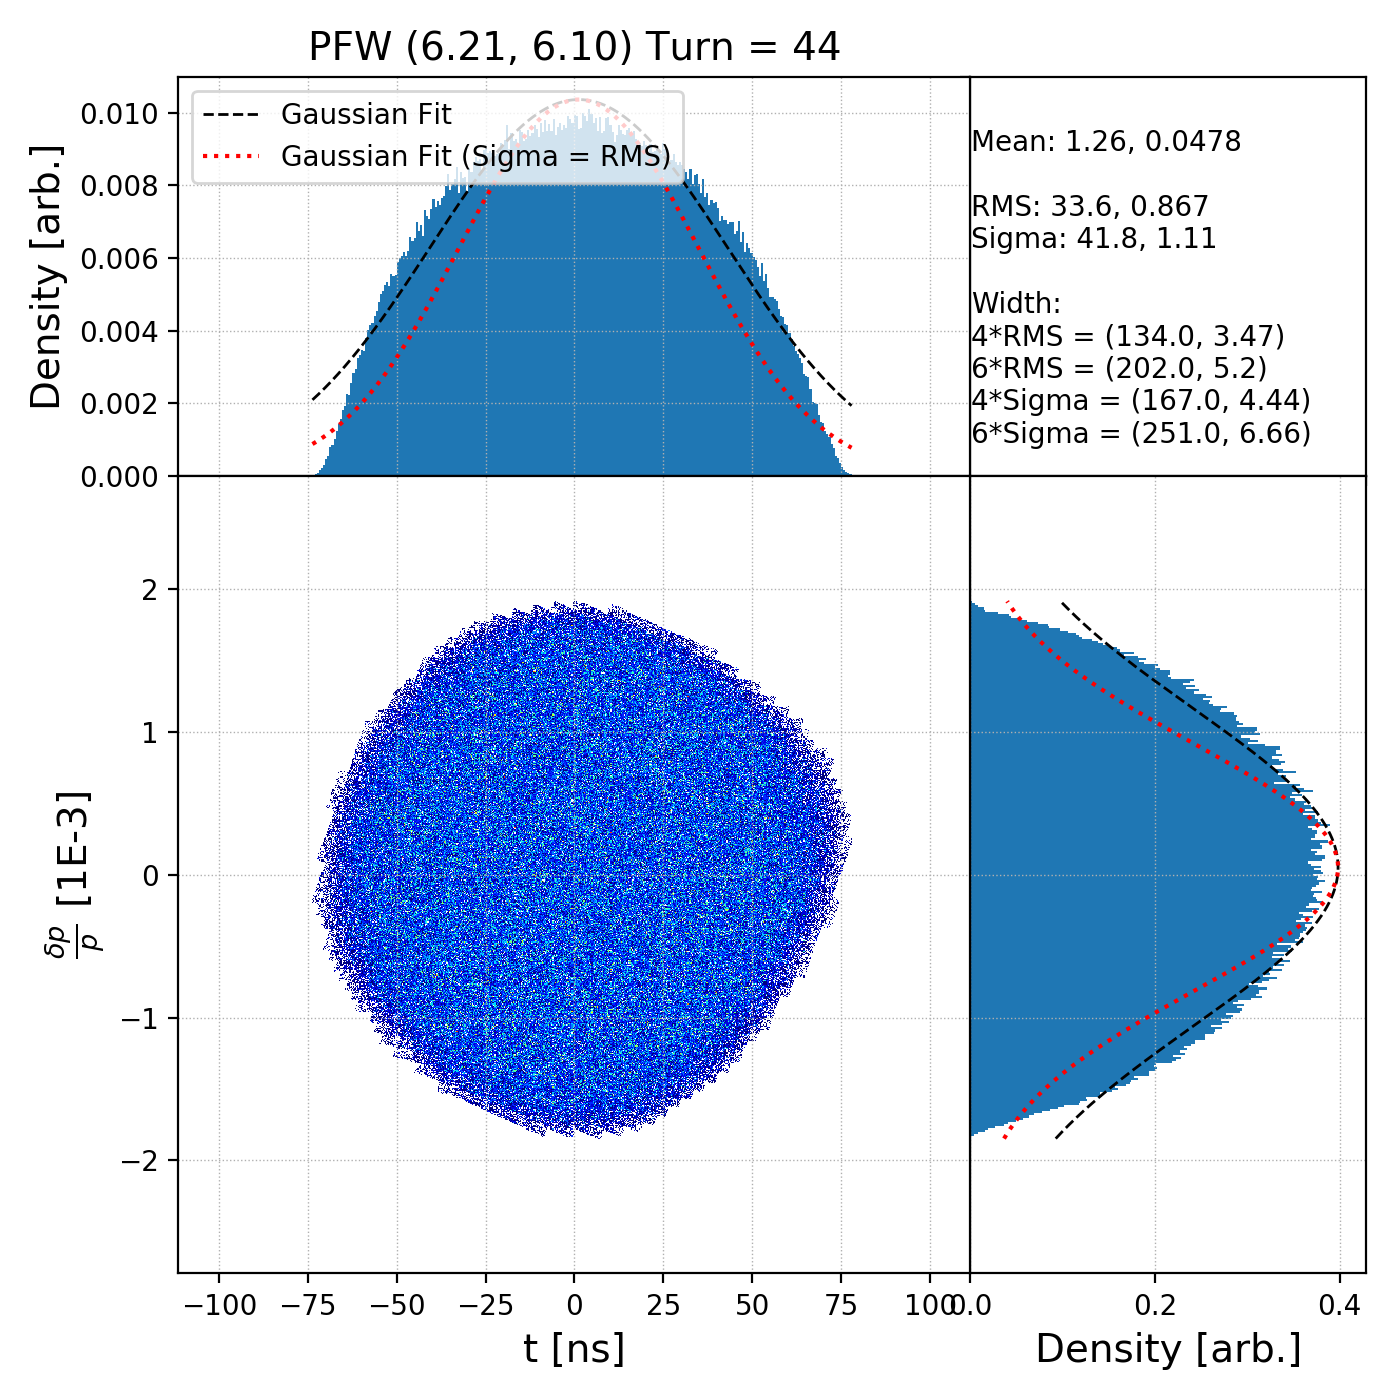 PFW (6.21, 6.10) Turn = 44
Gaussian Fit
Gaussian Fit (Sigma = RMS)
Density [arb.]
0.010
0.008
0.006
0.004
0.002
0.000
Mean: 1.26, 0.0478
RMS: 33.6, 0.867
Sigma: 41.8, 1.11
Width:
4*RMS = (134.0, 3.47)
6*RMS = (202.0, 5.2)
4*Sigma = (167.0, 4.44)
6*Sigma = (251.0, 6.66)
δp/p [1E-3]
2
1
0
−1
−2
−100 −75 −50 −25 0 25 50 75 100
t [ns]
0.0 0.2 0.4
Density [arb.]